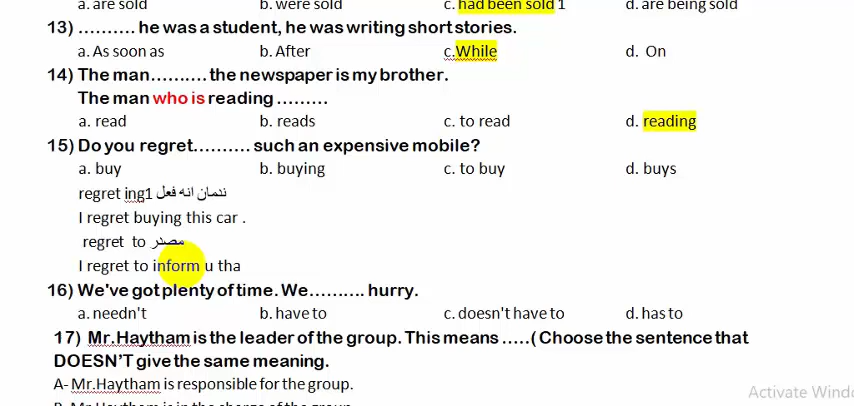 a. are sold b. were sold c. had been sold 1 d. are being sold
13) .......... he was a student, he was writing short stories.
a. As soon as b. After c.While d. On
14) The man.......... the newspaper is my brother.
The man who is reading .........
a. read b. reads c. to read d. reading
15) Do you regret.......... such an expensive mobile?
a. buy b. buying c. to buy d. buys
regret ing1 ندمان انه فعل
I regret buying this car .
regret to مصدر
I regret to inform u tha
16) We've got plenty of time. We.......... hurry.
a. needn't b. have to c. doesn't have to d. has to
17) Mr.Haytham is the leader of the group. This means .....( Choose the sentence that
DOESN'T give the same meaning.
A- Mr.Haytham is responsible for the group.
Activate Windo